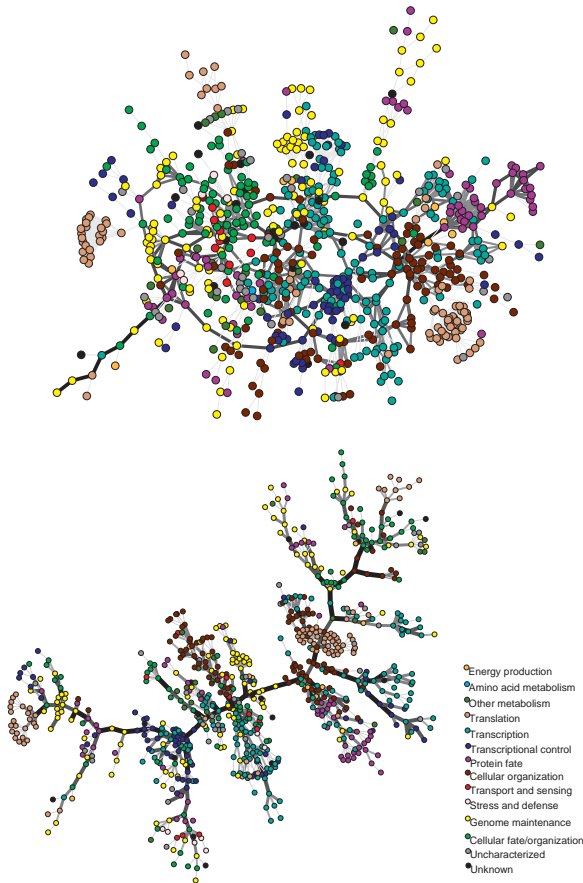 Energy production
Amino acid metabolism
Other metabolism
Translation
Transcription
Transcriptional control
Protein fate
Cellular organization
Transport and sensing
Stress and defense
Genome maintenance
Cellular fate/organization
Uncharacterized
Unknown